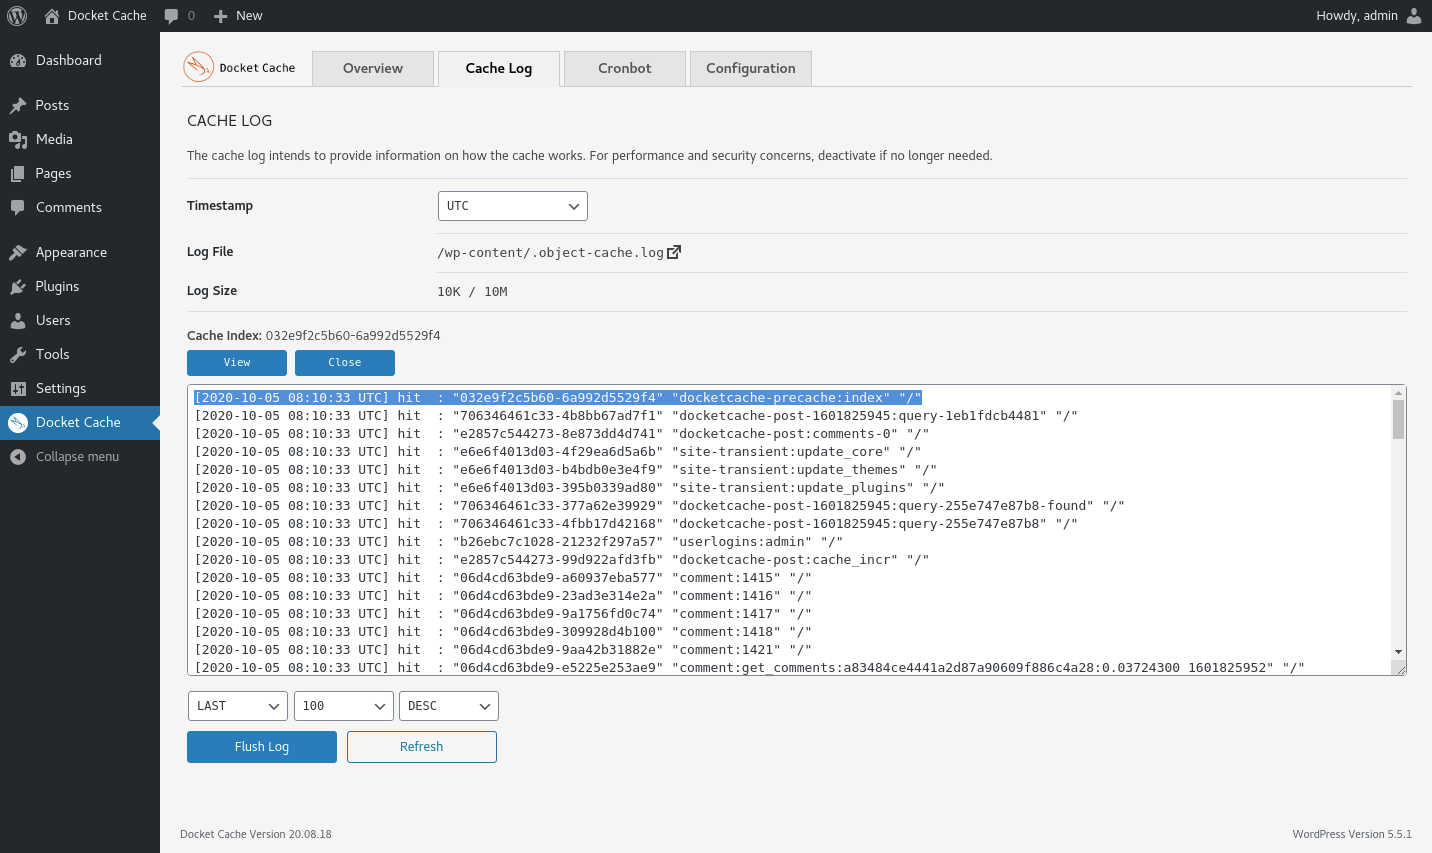 Docket Cache 0 New Howdy, admin
Dashboard
Posts
Media
Pages
Comments
Appearance
Plugins
Users
Tools
Settings
Docket Cache
Collapse menu
Docket Cache Overview Cache Log Cronbot Configuration
CACHE LOG
The cache log intends to provide information on how the cache works. For performance and security concerns, deactivate if no longer needed.
Timestamp UTC
Log File /wp-content/.object-cache.log
Log Size 10K / 10M
Cache Index: 032e9f2c5b60-6a992d5529f4
View Close
[2020-10-05 08:10:33 UTC] hit  : "032e9f2c5b60-6a992d5529f4" "docketcache-precache:index" "/"
[2020-10-05 08:10:33 UTC] hit  : "706346461c33-4b8bb67ad7f1" "docketcache-post-1601825945:query-1eb1fdcb4481" "/"
[2020-10-05 08:10:33 UTC] hit  : "e2857c544273-8e873dd4d741" "docketcache-post:comments-0" "/"
[2020-10-05 08:10:33 UTC] hit  : "e6e6f4013d03-4f29ea6d5a6b" "site-transient:update_core" "/"
[2020-10-05 08:10:33 UTC] hit  : "e6e6f4013d03-b4bdb0e3e4f9" "site-transient:update_themes" "/"
[2020-10-05 08:10:33 UTC] hit  : "e6e6f4013d03-395b0339ad80" "site-transient:update_plugins" "/"
[2020-10-05 08:10:33 UTC] hit  : "706346461c33-377a62e39929" "docketcache-post-1601825945:query-255e747e87b8-found" "/"
[2020-10-05 08:10:33 UTC] hit  : "706346461c33-4fbb17d42168" "docketcache-post-1601825945:query-255e747e87b8" "/"
[2020-10-05 08:10:33 UTC] hit  : "b26ebc7c1028-21232f297a57" "userlogins:admin" "/"
[2020-10-05 08:10:33 UTC] hit  : "e2857c544273-99d922afd3fb" "docketcache-post:cache_incr" "/"
[2020-10-05 08:10:33 UTC] hit  : "06d4cd63bde9-a60937eba577" "comment:1415" "/"
[2020-10-05 08:10:33 UTC] hit  : "06d4cd63bde9-23ad3e314e2a" "comment:1416" "/"
[2020-10-05 08:10:33 UTC] hit  : "06d4cd63bde9-9a1756fd0c74" "comment:1417" "/"
[2020-10-05 08:10:33 UTC] hit  : "06d4cd63bde9-309928d4b100" "comment:1418" "/"
[2020-10-05 08:10:33 UTC] hit  : "06d4cd63bde9-9aa42b31882e" "comment:1421" "/"
[2020-10-05 08:10:33 UTC] hit  : "06d4cd63bde9-e5225e253ae9" "comment:get_comments:a83484ce4441a2d87a90609f886c4a28:0.03724300 1601825952" "/"
LAST 100 DESC
Flush Log Refresh
Docket Cache Version 20.08.18 WordPress Version 5.5.1